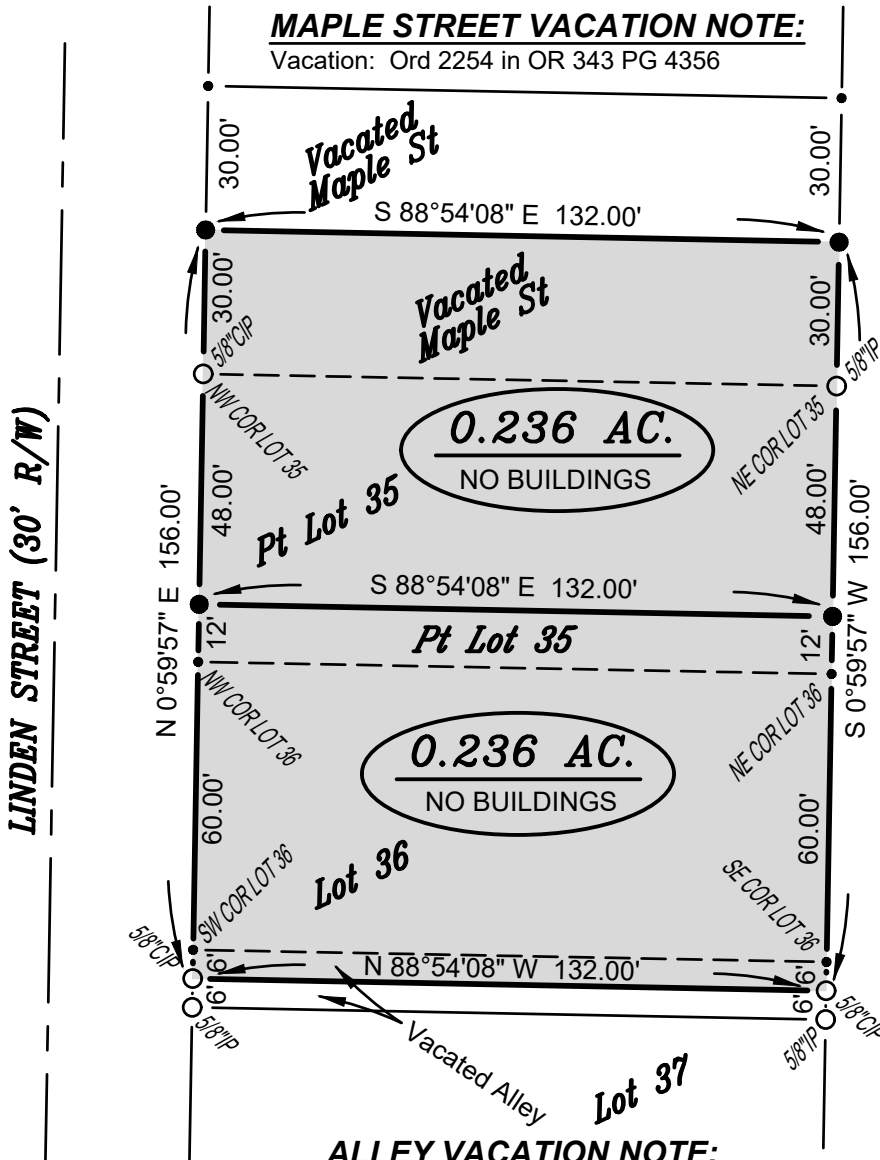 MAPLE STREET VACATION NOTE:
Vacation: Ord 2254 in OR 343 PG 4356
30.00'
Vacated
Maple St
30.00'
S 88°54'08" E 132.00'
30.00'
Vacated
Maple St
30.00'
5/8"CIP
5/8"IP
NW COR LOT 35
NE COR LOT 35
0.236 AC.
NO BUILDINGS
LINDEN STREET (30' R/W)
N 0°59'57" E 156.00'
48.00'
Pt Lot 35
48.00'
S 0°59'57" W 156.00'
S 88°54'08" E 132.00'
12'
Pt Lot 35
12'
NW COR LOT 36
NE COR LOT 36
0.236 AC.
NO BUILDINGS
60.00'
60.00'
Lot 36
SW COR LOT 36
SE COR LOT 36
5/8"CIP
6'
N 88°54'08" W 132.00'
6'
6'
6'
5/8"CIP
5/8"IP
5/8"IP
Vacated Alley
Lot 37
ALLEY VACATION NOTE: